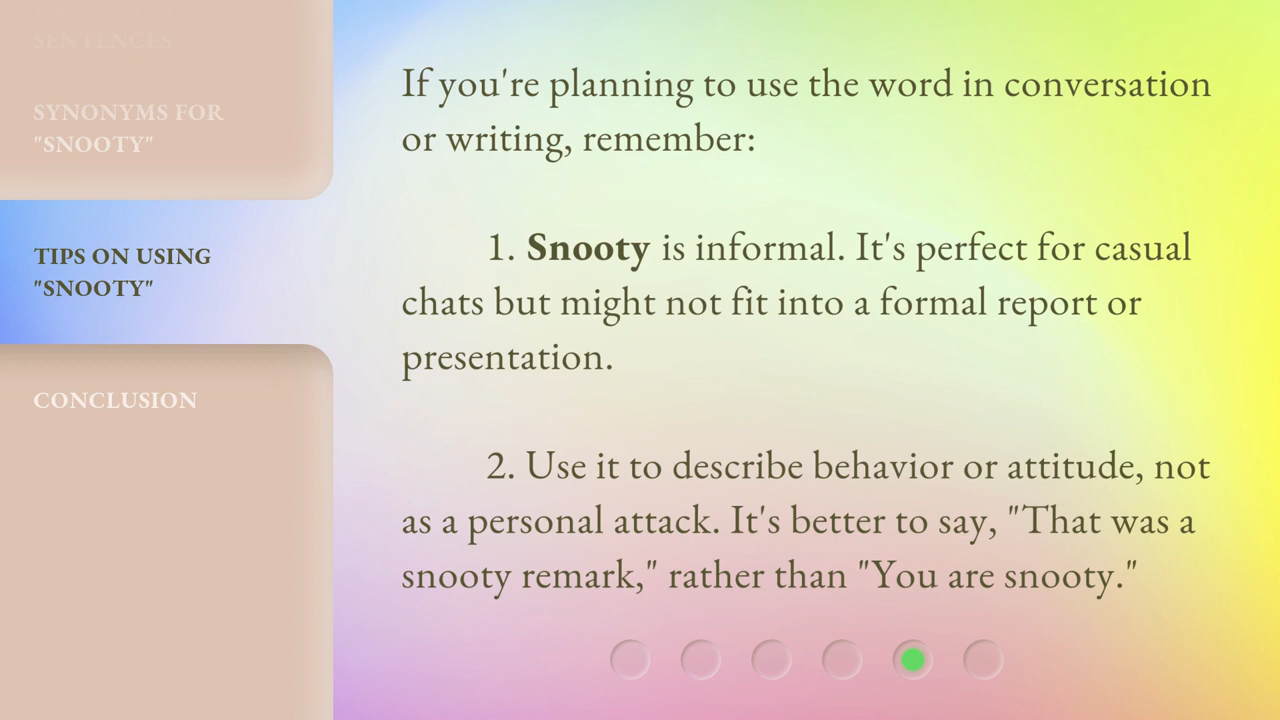 SENTENCES
SYNONYMS FOR
"SNOOTY"
TIPS ON USING
"SNOOTY"
CONCLUSION
If you're planning to use the word in conversation
or writing, remember:
1. Snooty is informal. It's perfect for casual
chats but might not fit into a formal report or
presentation.
2. Use it to describe behavior or attitude, not
as a personal attack. It's better to say, "That was a
snooty remark," rather than "You are snooty."